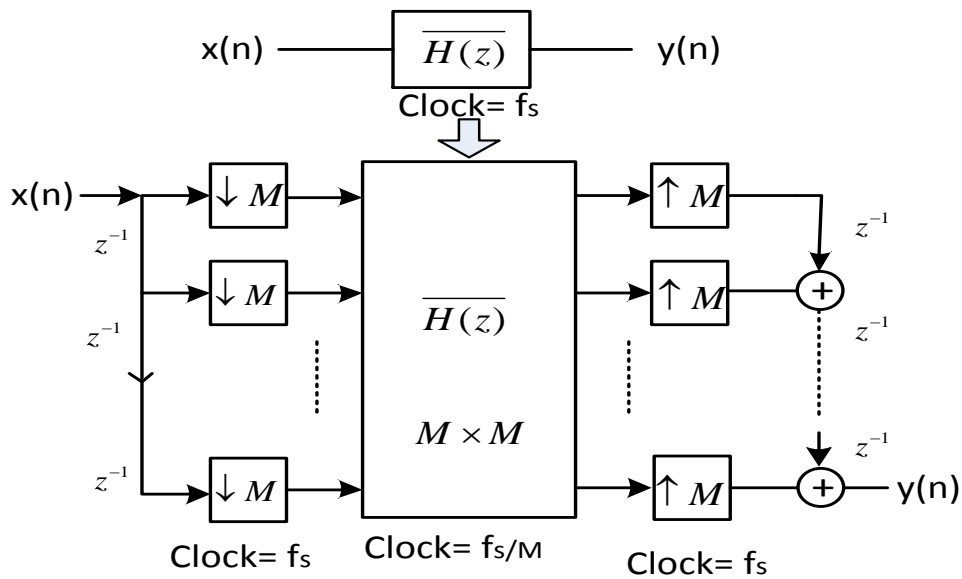 x(n)
H(z)
y(n)
Clock= fs
x(n)
↓ M
↑ M
z⁻¹
z⁻¹
↓ M
↑ M
+
z⁻¹
H(z)
z⁻¹
M × M
z⁻¹
z⁻¹
↓ M
↑ M
+
y(n)
Clock= fs
Clock= fs/M
Clock= fs